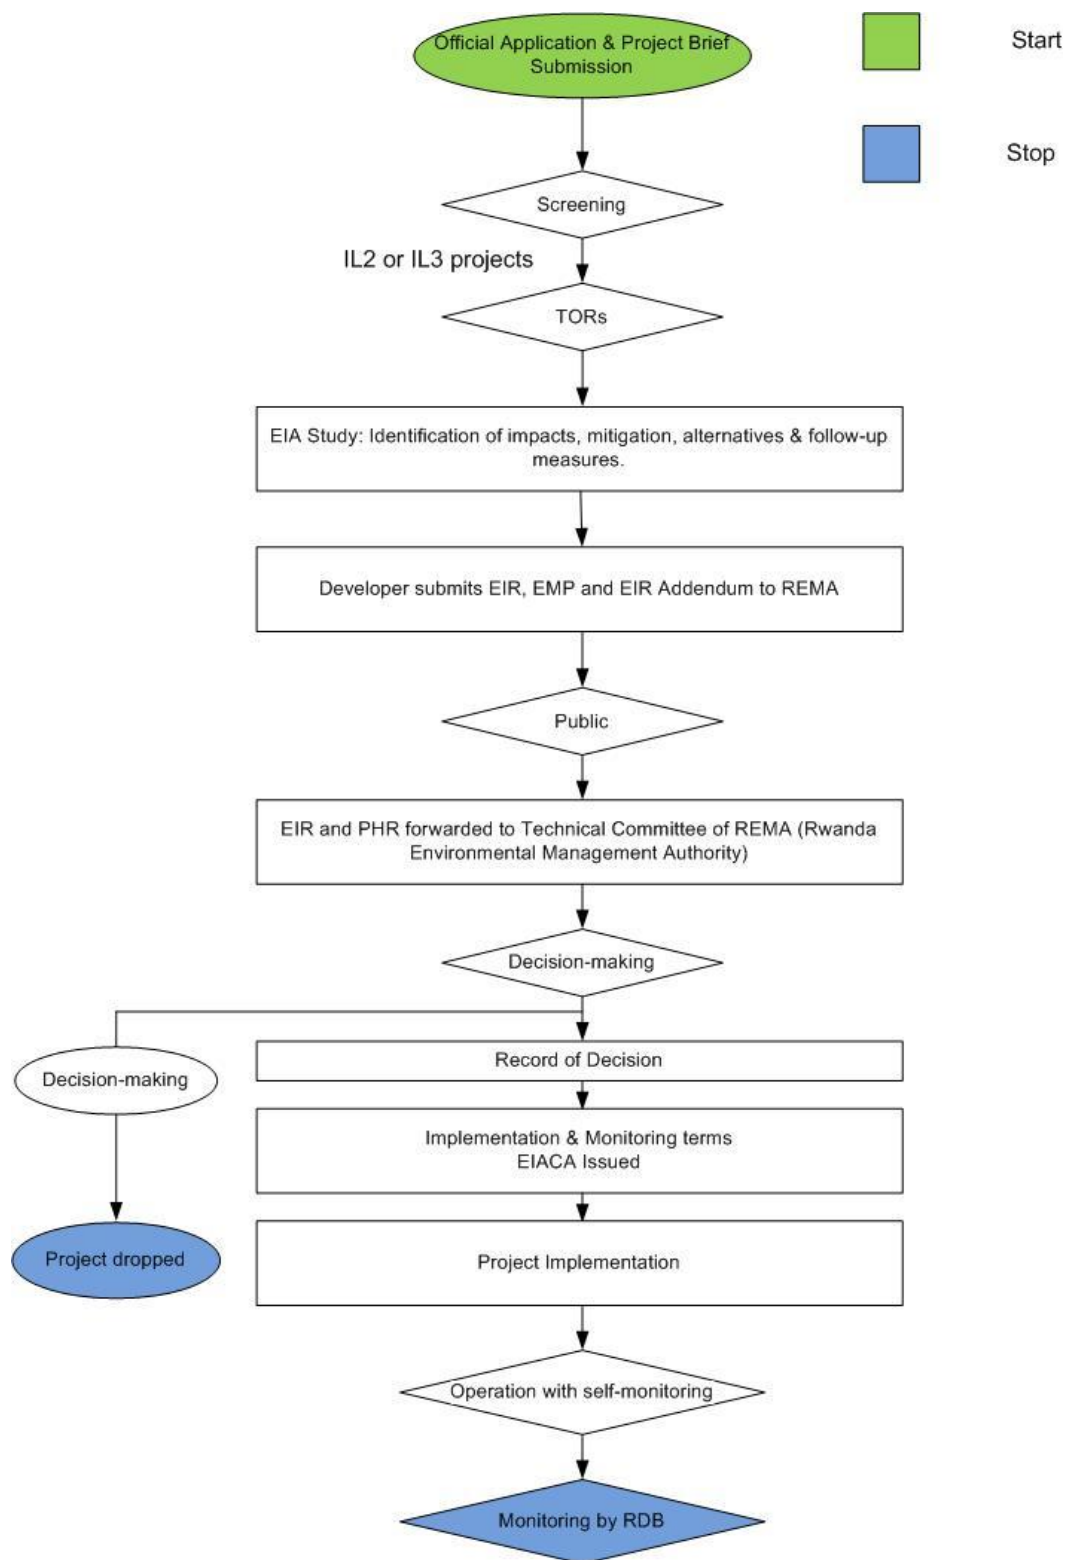 Official Application & Project Brief
Submission
Start
Stop
Screening
IL2 or IL3 projects
TORs
EIA Study: Identification of impacts, mitigation, alternatives & follow-up
measures.
Developer submits EIR, EMP and EIR Addendum to REMA
Public
EIR and PHR forwarded to Technical Committee of REMA (Rwanda
Environmental Management Authority)
Decision-making
Record of Decision
Decision-making
Implementation & Monitoring terms
EIACA Issued
Project dropped
Project Implementation
Operation with self-monitoring
Monitoring by RDB